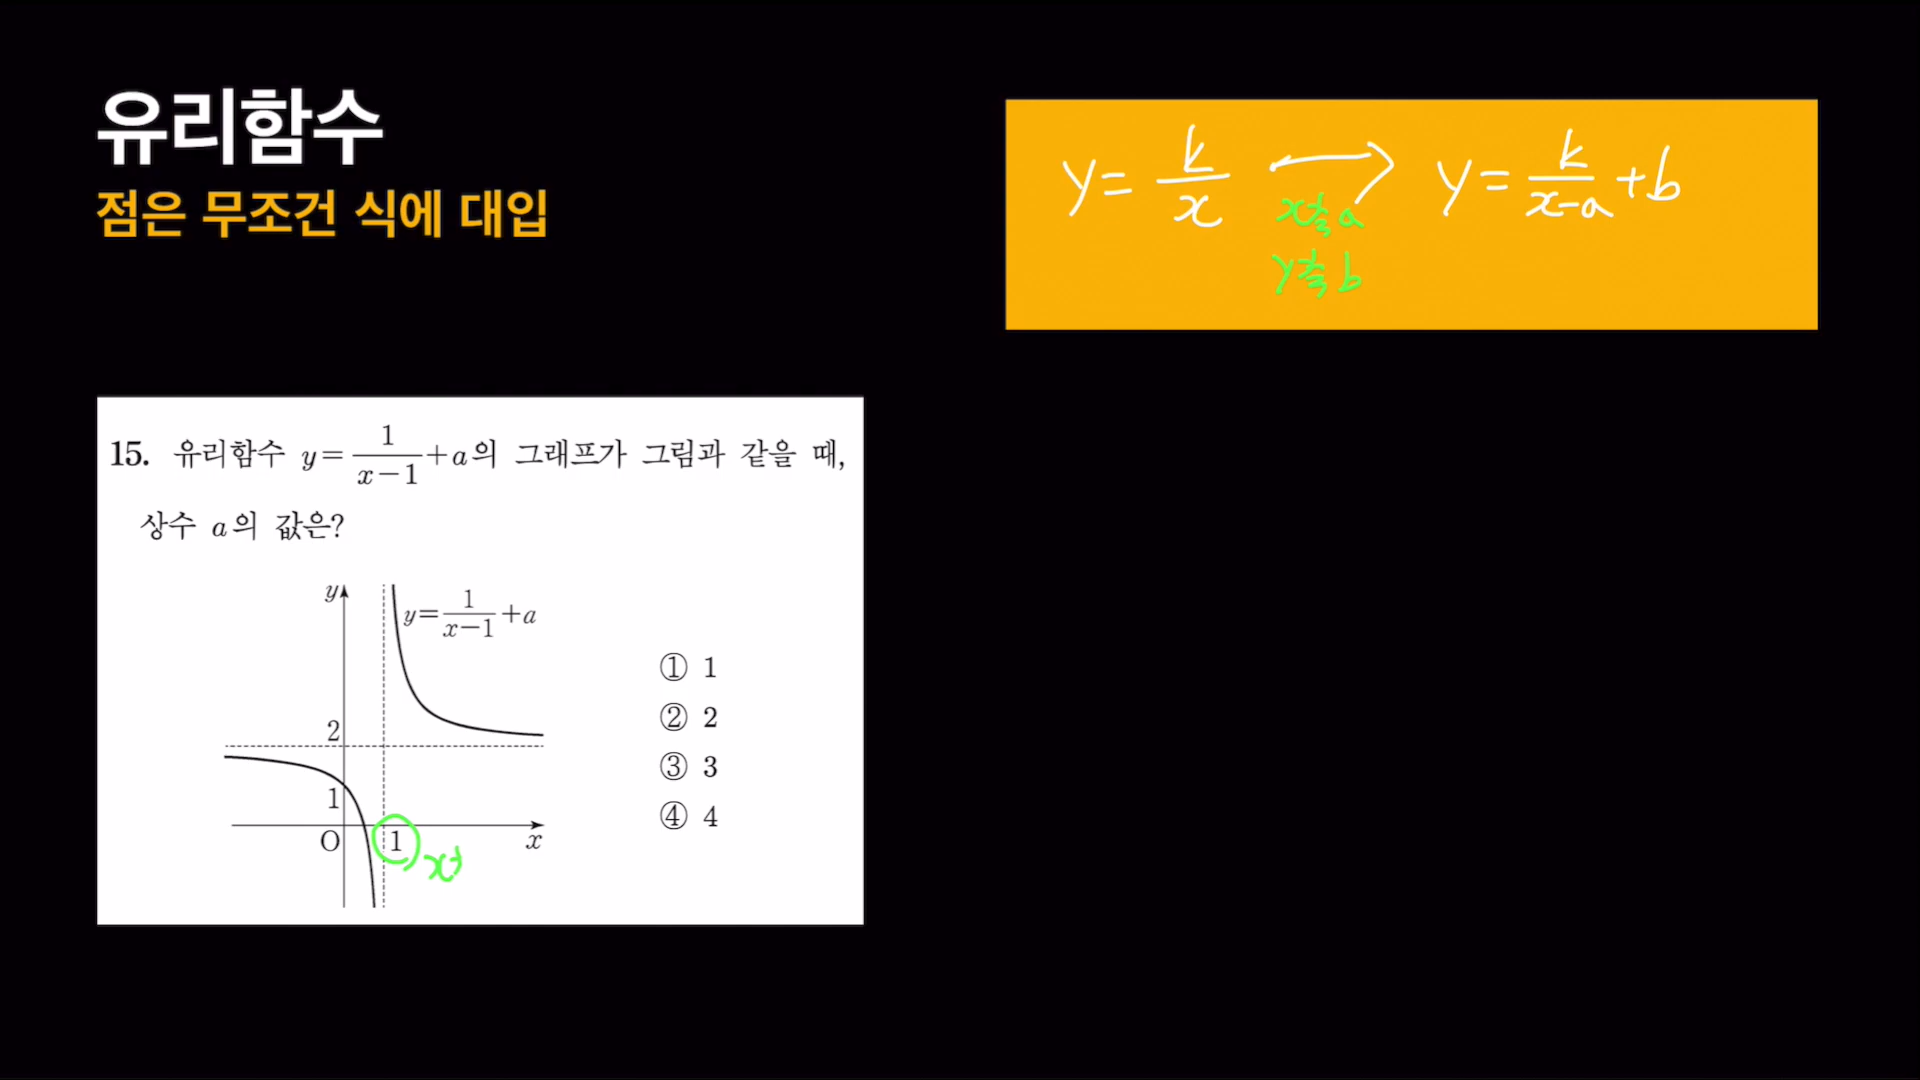 유리함수
점은 무조건 식에 대입
y = k/x ⟷ y = k/(x-a) + b
x축 a
y축 b
15. 유리함수 y = 1/(x-1) + a의 그래프가 그림과 같을 때,
상수 a의 값은?
y
y = 1/(x-1) + a
2
1
O
1
x
x축
① 1
② 2
③ 3
④ 4